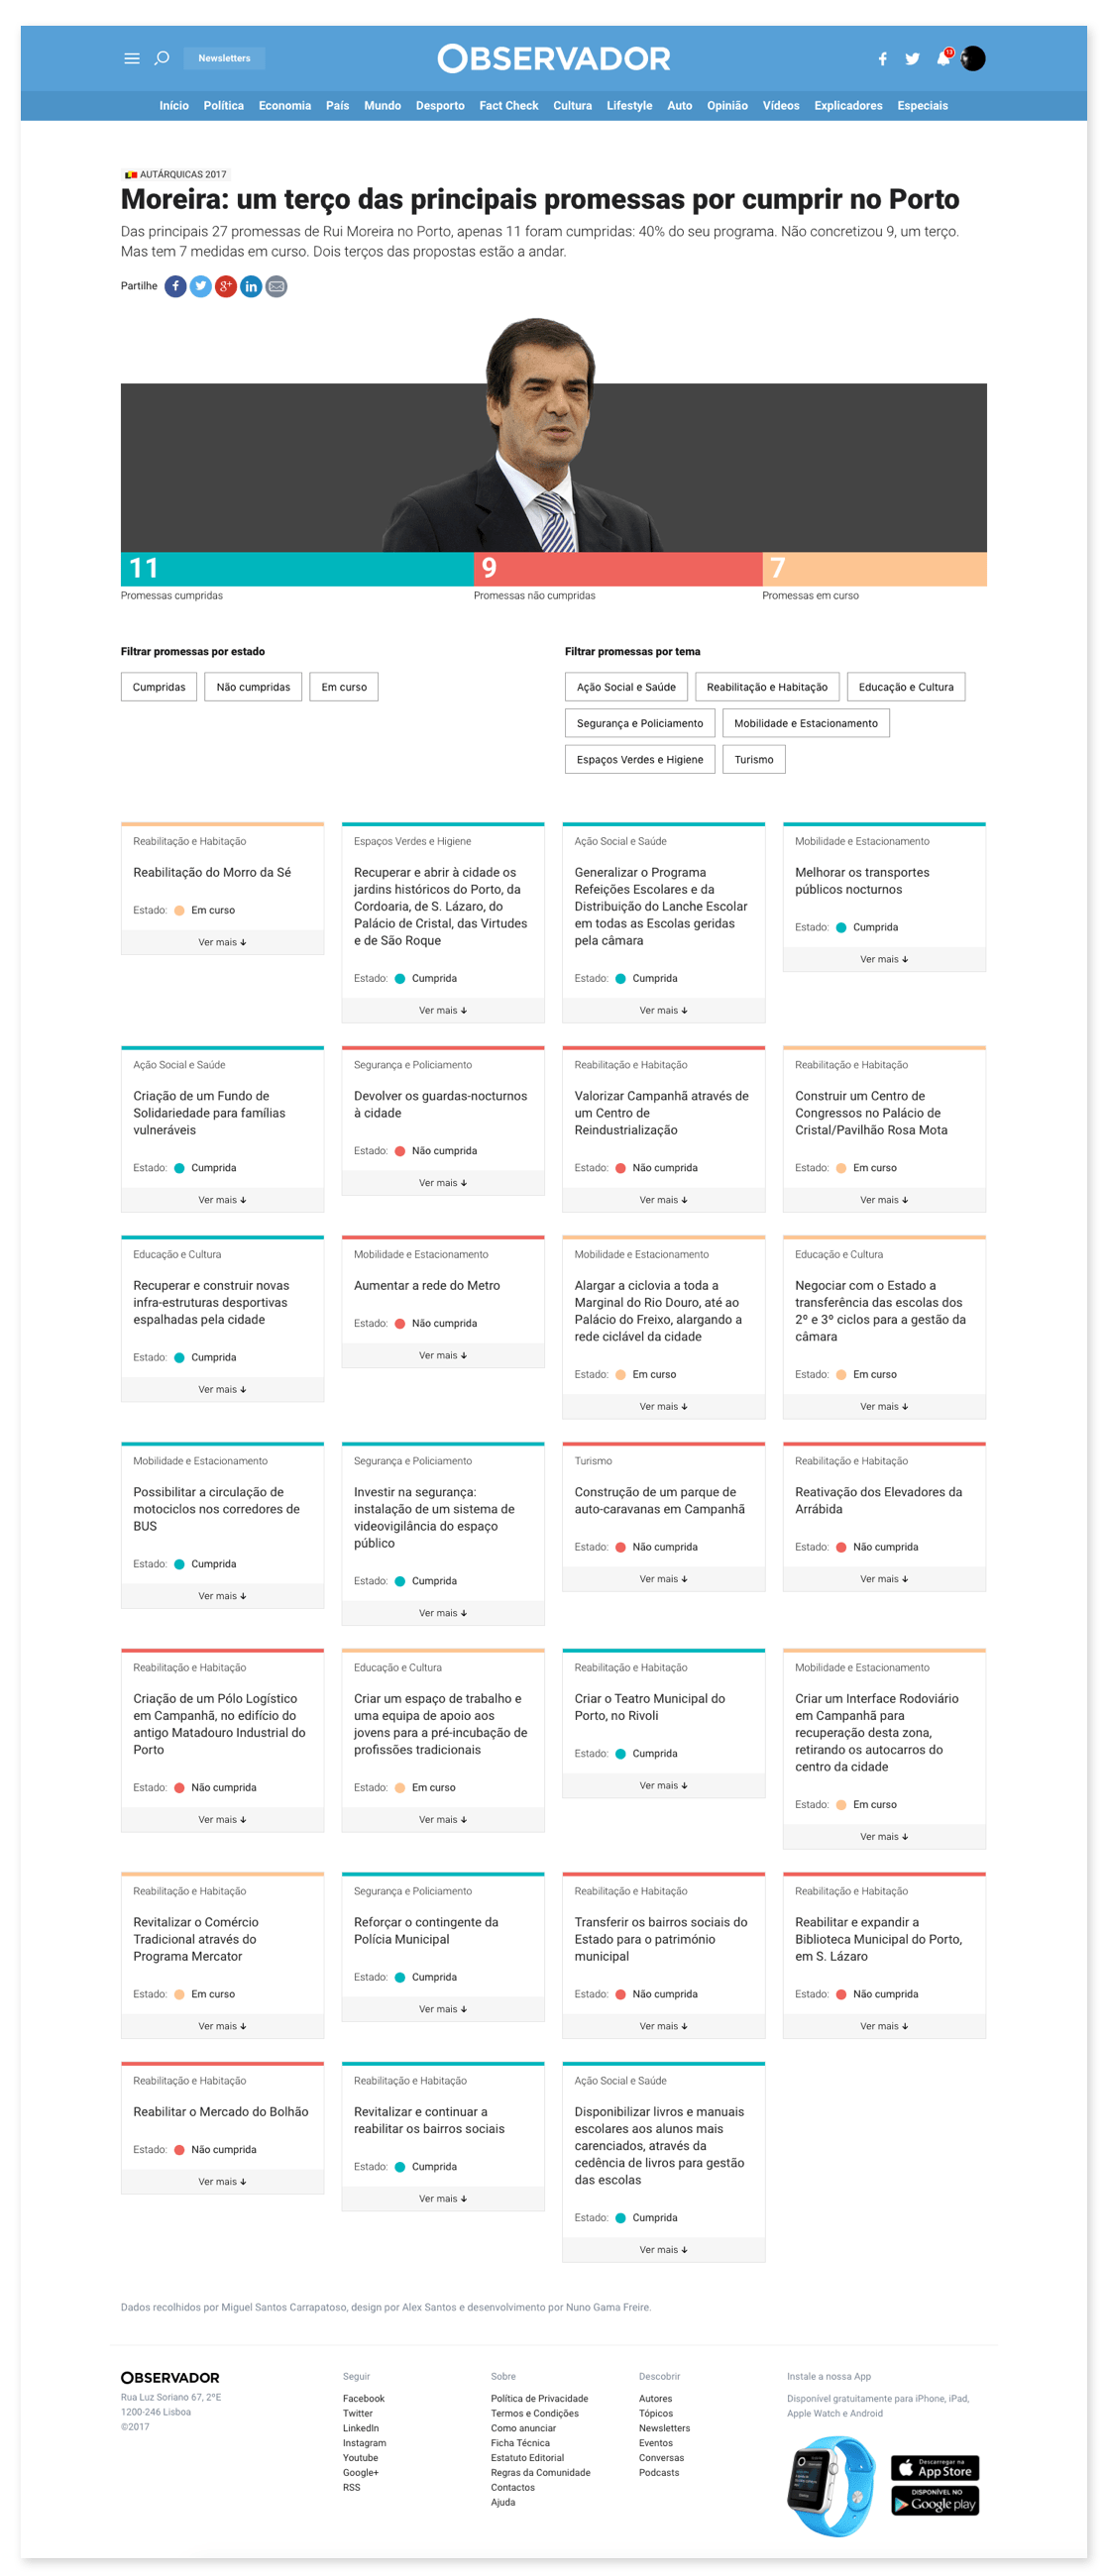 Newsletters
OBSERVADOR
13
Início Política Economia País Mundo Desporto Fact Check Cultura Lifestyle Auto Opinião Vídeos Explicadores Especiais
AUTÁRQUICAS 2017
Moreira: um terço das principais promessas por cumprir no Porto
Das principais 27 promessas de Rui Moreira no Porto, apenas 11 foram cumpridas: 40% do seu programa. Não concretizou 9, um terço.
Mas tem 7 medidas em curso. Dois terços das propostas estão a andar.
Partilhe
11 9 7
Promessas cumpridas Promessas não cumpridas Promessas em curso
Filtrar promessas por estado
Cumpridas Não cumpridas Em curso
Filtrar promessas por tema
Ação Social e Saúde Reabilitação e Habitação Educação e Cultura
Segurança e Policiamento Mobilidade e Estacionamento
Espaços Verdes e Higiene Turismo
Reabilitação e Habitação
Reabilitação do Morro da Sé
Estado: Em curso
Ver mais ↓
Espaços Verdes e Higiene
Recuperar e abrir à cidade os
jardins históricos do Porto, da
Cordoaria, de S. Lázaro, do
Palácio de Cristal, das Virtudes
e de São Roque
Estado: Cumprida
Ver mais ↓
Ação Social e Saúde
Generalizar o Programa
Refeições Escolares e da
Distribuição do Lanche Escolar
em todas as Escolas geridas
pela câmara
Estado: Cumprida
Ver mais ↓
Mobilidade e Estacionamento
Melhorar os transportes
públicos nocturnos
Estado: Cumprida
Ver mais ↓
Ação Social e Saúde
Criação de um Fundo de
Solidariedade para famílias
vulneráveis
Estado: Cumprida
Ver mais ↓
Segurança e Policiamento
Devolver os guardas-nocturnos
à cidade
Estado: Não cumprida
Ver mais ↓
Reabilitação e Habitação
Valorizar Campanhã através de
um Centro de
Reindustrialização
Estado: Não cumprida
Ver mais ↓
Reabilitação e Habitação
Construir um Centro de
Congressos no Palácio de
Cristal/Pavilhão Rosa Mota
Estado: Em curso
Ver mais ↓
Educação e Cultura
Recuperar e construir novas
infra-estruturas desportivas
espalhadas pela cidade
Estado: Cumprida
Ver mais ↓
Mobilidade e Estacionamento
Aumentar a rede do Metro
Estado: Não cumprida
Ver mais ↓
Mobilidade e Estacionamento
Alargar a ciclovia a toda a
Marginal do Rio Douro, até ao
Palácio do Freixo, alargando a
rede ciclável da cidade
Estado: Em curso
Ver mais ↓
Educação e Cultura
Negociar com o Estado a
transferência das escolas dos
2º e 3º ciclos para a gestão da
câmara
Estado: Em curso
Ver mais ↓
Mobilidade e Estacionamento
Possibilitar a circulação de
motociclos nos corredores de
BUS
Estado: Cumprida
Ver mais ↓
Segurança e Policiamento
Investir na segurança:
instalação de um sistema de
videovigilância do espaço
público
Estado: Cumprida
Ver mais ↓
Turismo
Construção de um parque de
auto-caravanas em Campanhã
Estado: Não cumprida
Ver mais ↓
Reabilitação e Habitação
Reativação dos Elevadores da
Arrábida
Estado: Não cumprida
Ver mais ↓
Reabilitação e Habitação
Criação de um Pólo Logístico
em Campanhã, no edifício do
antigo Matadouro Industrial do
Porto
Estado: Não cumprida
Ver mais ↓
Educação e Cultura
Criar um espaço de trabalho e
uma equipa de apoio aos
jovens para a pré-incubação de
profissões tradicionais
Estado: Em curso
Ver mais ↓
Reabilitação e Habitação
Criar o Teatro Municipal do
Porto, no Rivoli
Estado: Cumprida
Ver mais ↓
Mobilidade e Estacionamento
Criar um Interface Rodoviário
em Campanhã para
recuperação desta zona,
retirando os autocarros do
centro da cidade
Estado: Em curso
Ver mais ↓
Reabilitação e Habitação
Revitalizar o Comércio
Tradicional através do
Programa Mercator
Estado: Em curso
Ver mais ↓
Segurança e Policiamento
Reforçar o contingente da
Polícia Municipal
Estado: Cumprida
Ver mais ↓
Reabilitação e Habitação
Transferir os bairros sociais do
Estado para o património
municipal
Estado: Não cumprida
Ver mais ↓
Reabilitação e Habitação
Reabilitar e expandir a
Biblioteca Municipal do Porto,
em S. Lázaro
Estado: Não cumprida
Ver mais ↓
Reabilitação e Habitação
Reabilitar o Mercado do Bolhão
Estado: Não cumprida
Ver mais ↓
Reabilitação e Habitação
Revitalizar e continuar a
reabilitar os bairros sociais
Estado: Cumprida
Ver mais ↓
Ação Social e Saúde
Disponibilizar livros e manuais
escolares aos alunos mais
carenciados, através da
cedência de livros para gestão
das escolas
Estado: Cumprida
Ver mais ↓
Dados recolhidos por Miguel Santos Carrapatoso, design por Alex Santos e desenvolvimento por Nuno Gama Freire.
OBSERVADOR
Rua Luz Soriano 67, 2ºE
1200-246 Lisboa
©2017
Seguir
Facebook
Twitter
LinkedIn
Instagram
Youtube
Google+
RSS
Sobre
Política de Privacidade
Termos e Condições
Como anunciar
Ficha Técnica
Estatuto Editorial
Regras da Comunidade
Contactos
Ajuda
Descobrir
Autores
Tópicos
Newsletters
Eventos
Conversas
Podcasts
Instale a nossa App
Disponível gratuitamente para iPhone, iPad,
Apple Watch e Android
Descarregar na
App Store
DISPONÍVEL NO
Google play